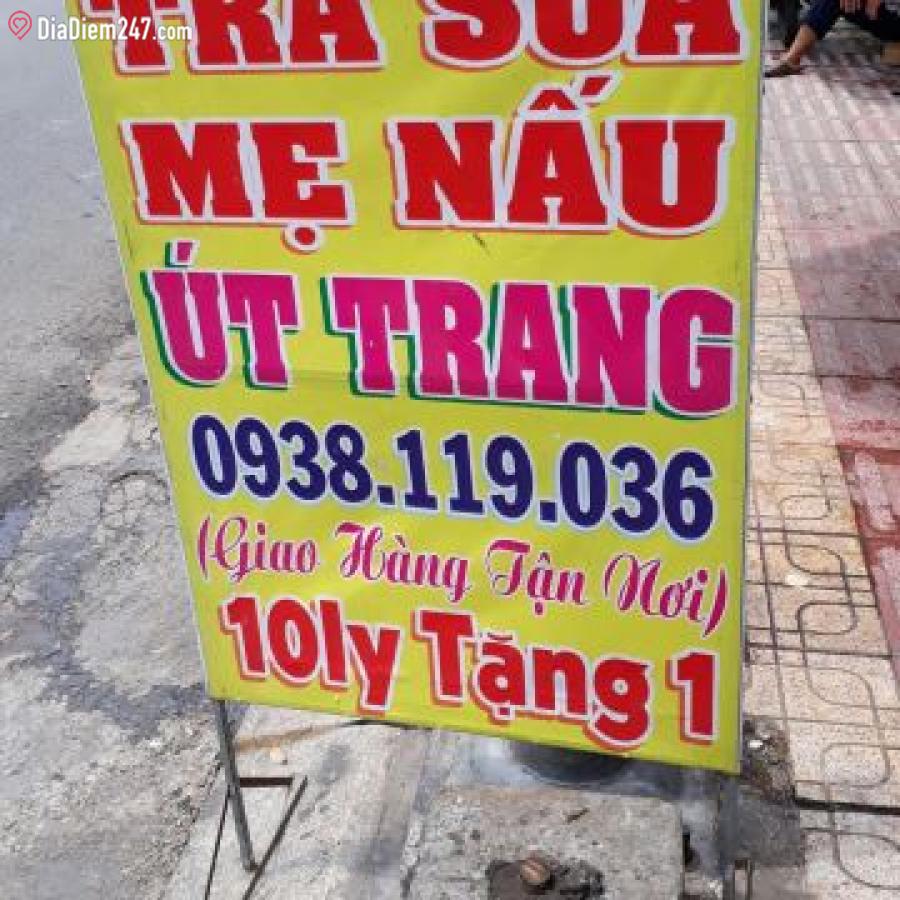 DiaDiem247.com
TRÀ SỮA
MẸ NẤU
ÚT TRANG
0938.119.036
(Giao Hàng Tận Nơi)
10ly Tặng 1